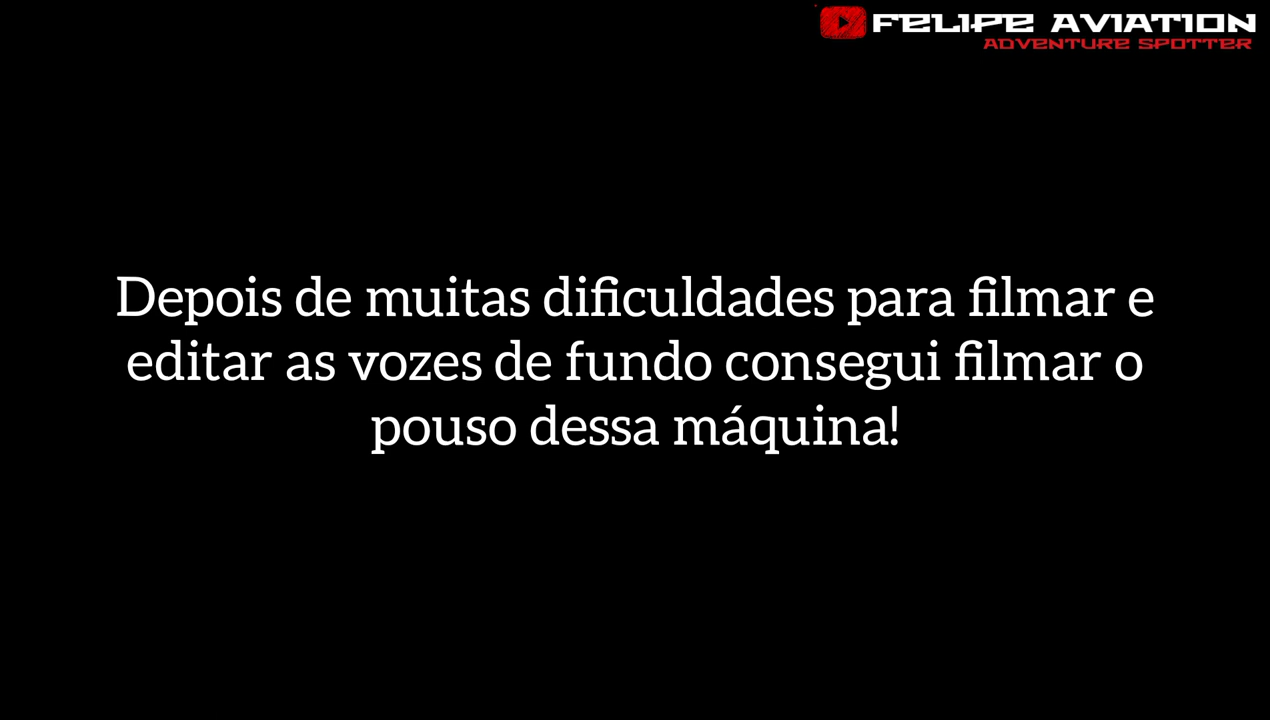 FELIPE AVIATION
ADVENTURE SPOTTER
Depois de muitas dificuldades para filmar e
editar as vozes de fundo consegui filmar o
pouso dessa máquina!